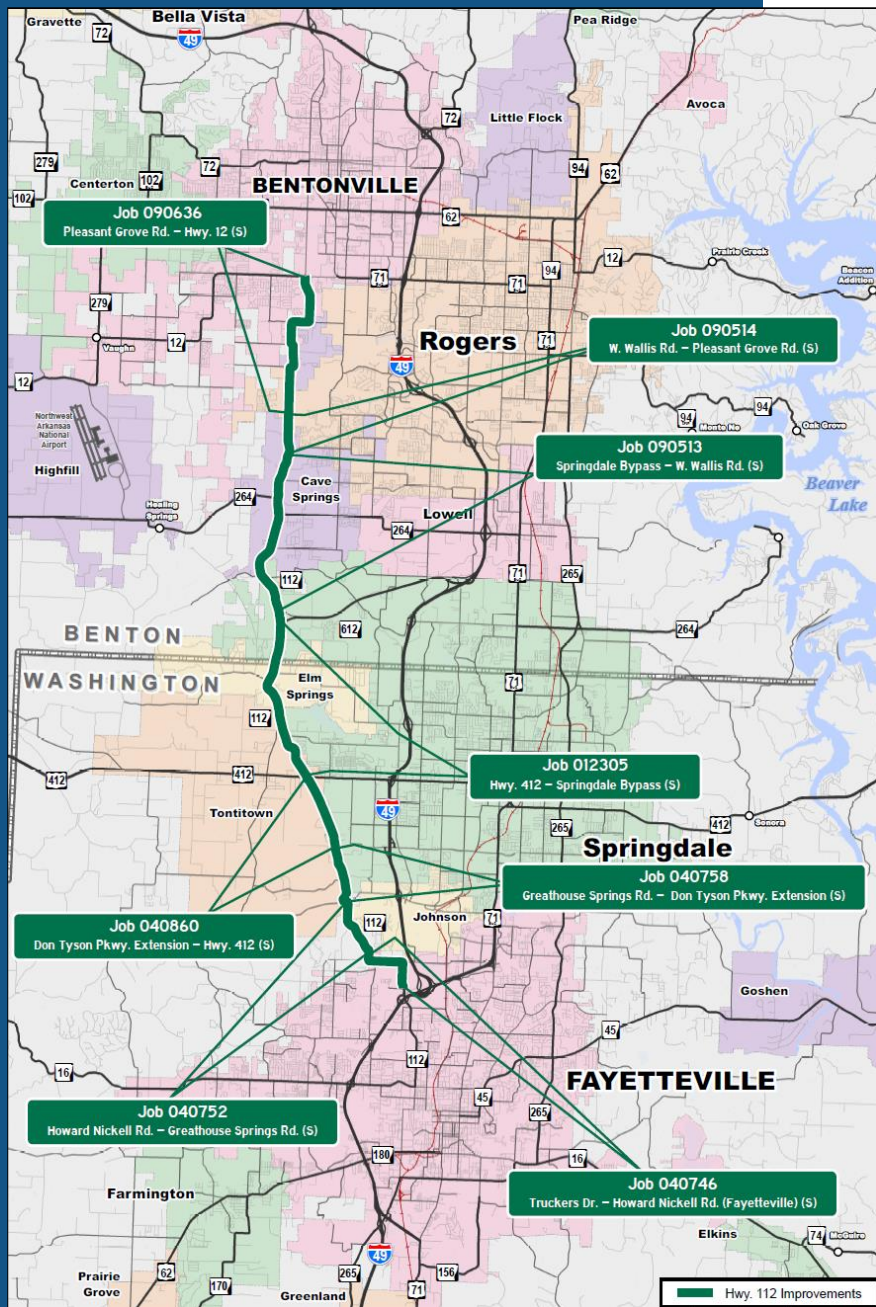 Gravette
Bella Vista
Pea Ridge
72
49
Avoca
Little Flock
72
94
62
279
72
Centerton
102
102
BENTONVILLE
62
Job 090636
Pleasant Grove Rd. – Hwy. 12 (S)
12
Prairie Creek
94
71
71
Beacon
Addition
279
Job 090514
W. Wallis Rd. – Pleasant Grove Rd. (S)
Vaughn
12
Rogers
71
49
12
94
94
Monte Ne
Oak Grove
Northwest
Arkansas
National
Airport
Highfill
Job 090513
Springdale Bypass – W. Wallis Rd. (S)
Cave
Springs
Beaver
Lake
264
Healing
Springs
Lowell
264
71
265
112
BENTON
612
264
WASHINGTON
Elm
Springs
71
112
Job 012305
Hwy. 412 – Springdale Bypass (S)
412
412
49
Tontitown
Sonora
412
265
Springdale
Job 040758
Greathouse Springs Rd. – Don Tyson Pkwy. Extension (S)
Job 040860
Don Tyson Pkwy. Extension – Hwy. 412 (S)
112
Johnson
71
Goshen
45
112
16
FAYETTEVILLE
45
265
Job 040752
Howard Nickell Rd. – Greathouse Springs Rd. (S)
180
16
Job 040746
Truckers Dr. – Howard Nickell Rd. (Fayetteville) (S)
Farmington
Elkins
74
McGuire
49
Prairie
Grove
62
170
265
156
71
Greenland
Hwy. 112 Improvements